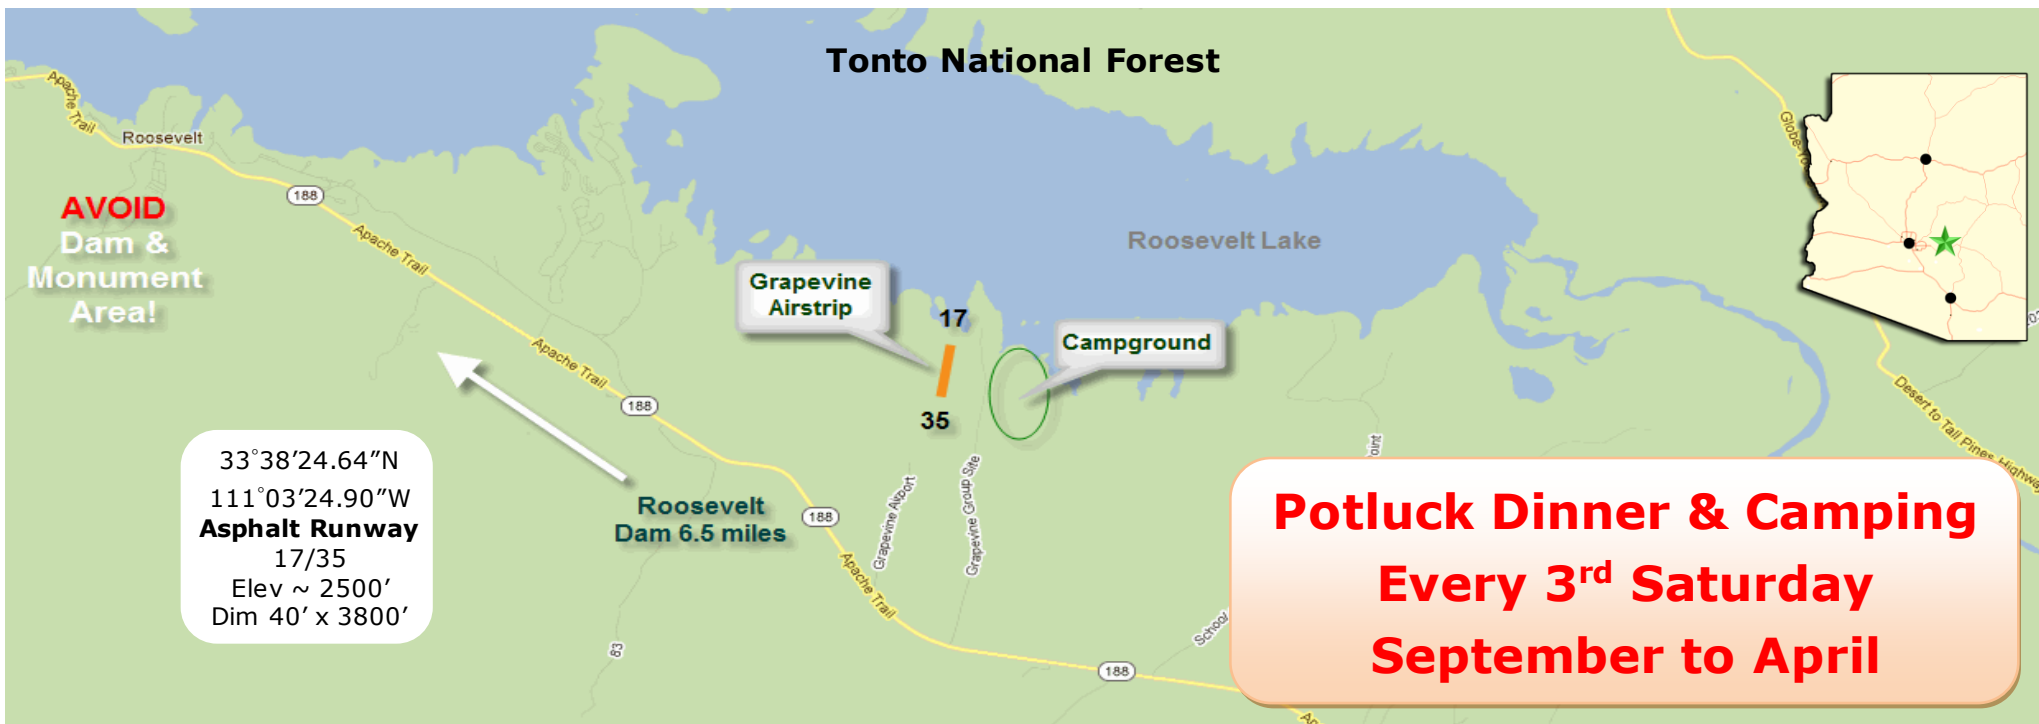 Tonto National Forest
Apache Trail
Roosevelt
188
AVOID
Dam &
Monument
Area!
Apache Trail
Roosevelt Lake
Grapevine
Airstrip
17
35
Campground
Apache Trail
188
33°38′24.64″N
111°03′24.90″W
Asphalt Runway
17/35
Elev ~ 2500′
Dim 40′ x 3800′
Roosevelt
Dam 6.5 miles
188
Grapevine Airport
Grapevine Group Site
Apache Trail
83
188
School
Desert to Tall Pines Highway
Potluck Dinner & Camping
Every 3rd Saturday
September to April